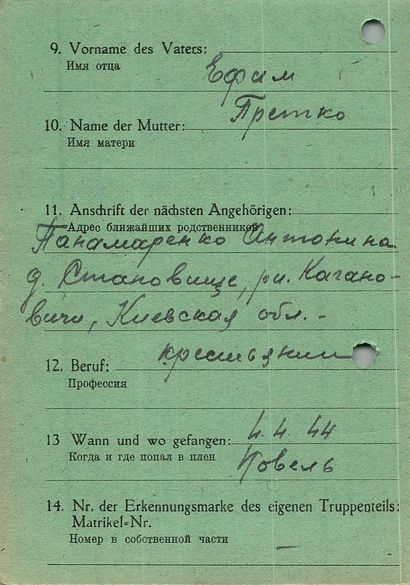 9. Vorname des Vaters:
Имя отца
Ефим
Претко
10. Name der Mutter:
Имя матери
11. Anschrift der nächsten Angehörigen:
Адрес ближайших родственников
Панамаренко Антонина
д. Становище, рн. Кагано-
вичи, Киевская обл. -
12. Beruf: крестьянин
Профессия
13 Wann und wo gefangen: 4. 4. 44
Когда и где попал в плен
Ковель
14. Nr. der Erkennungsmarke des eigenen Truppenteils:
Matrikel-Nr.
Номер в собственной части